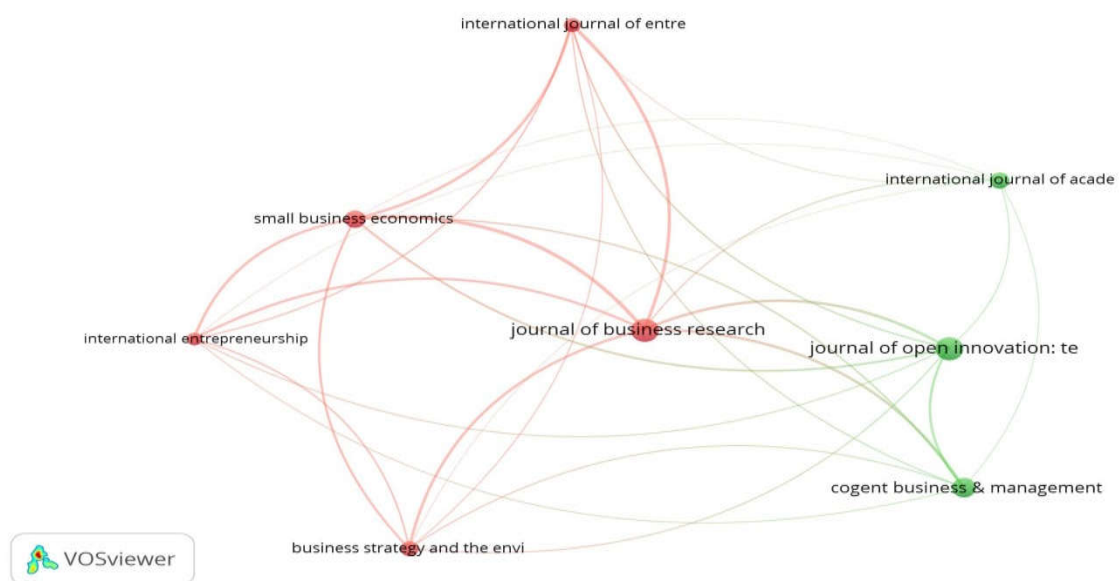 international journal of entre
international journal of acade
small business economics
journal of business research
international entrepreneurship
journal of open innovation: te
cogent business & management
business strategy and the envi
VOSviewer